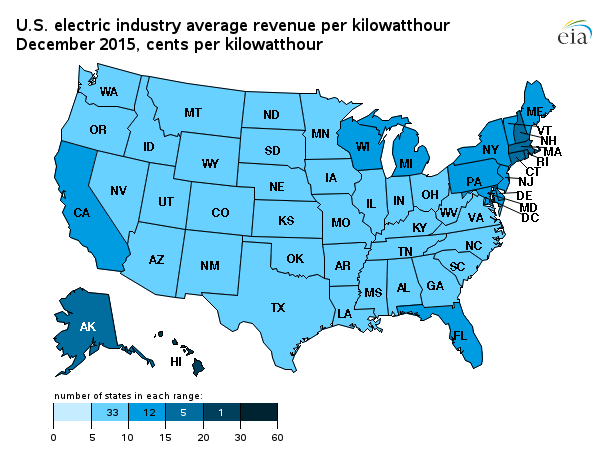 U.S. electric industry average revenue per kilowatthour
December 2015, cents per kilowatthour
eia
WA
MT
ND
MN
ME
OR
ID
SD
WI
MI
NY
VT
NH
MA
RI
CT
NJ
WY
IA
PA
NE
NV
UT
CO
KS
MO
IL
IN
OH
WV
VA
DE
MD
DC
CA
KY
AZ
NM
OK
AR
TN
NC
SC
TX
LA
MS
AL
GA
FL
AK
HI
number of states in each range:
33 12 5 1
0 5 10 15 20 30 60